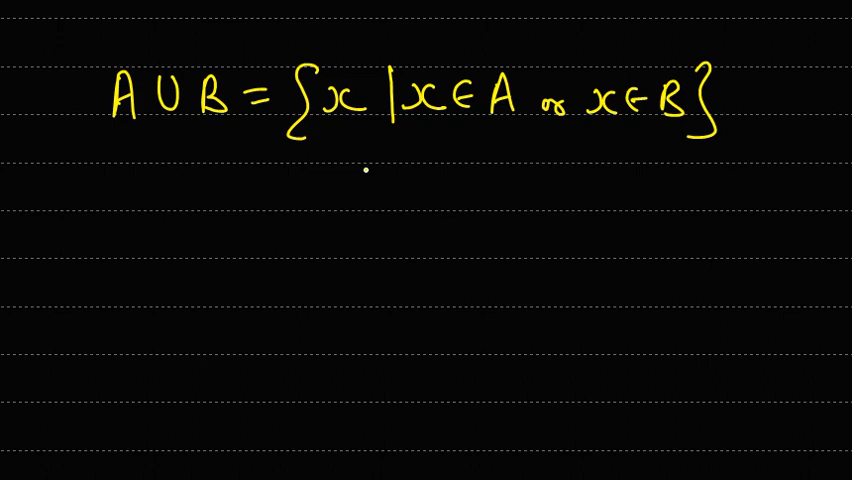 A ∪ B = {x | x ∈ A or x ∈ B}